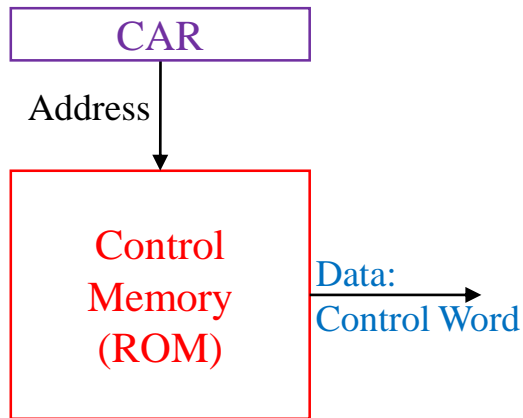 CAR
Address
Control
Memory
(ROM)
Data:
Control Word